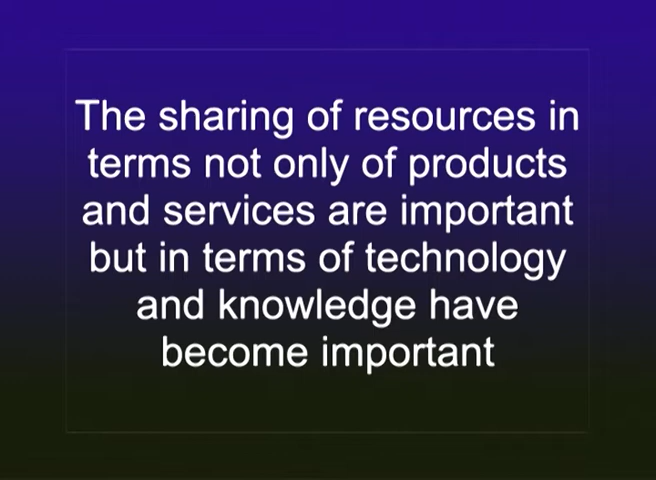 The sharing of resources in
terms not only of products
and services are important
but in terms of technology
and knowledge have
become important